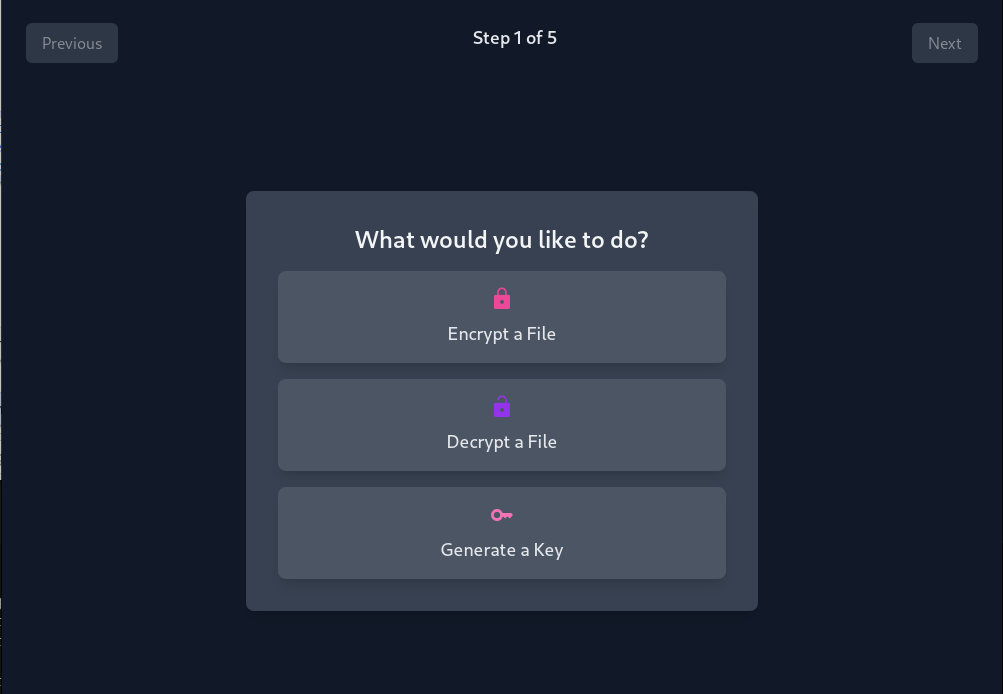 Previous
Step 1 of 5
Next
What would you like to do?
Encrypt a File
Decrypt a File
Generate a Key